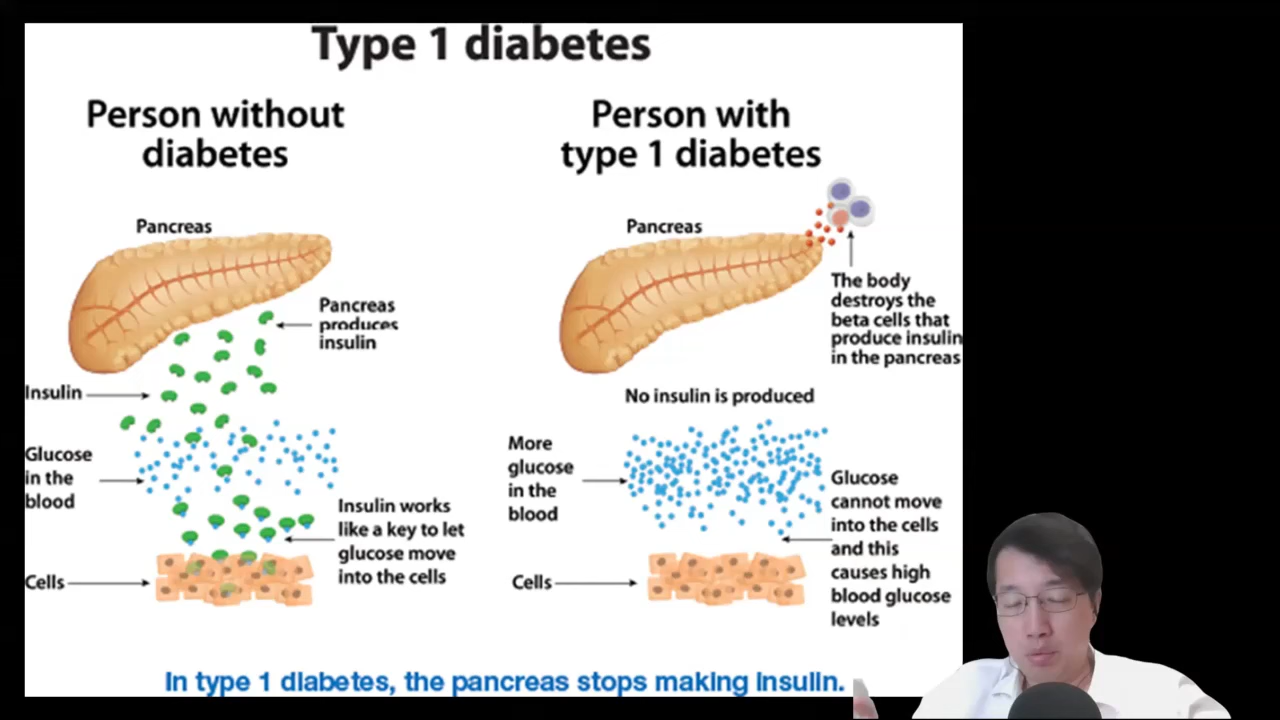 Type 1 diabetes
Person without
diabetes
Pancreas
Pancreas
produces
insulin
Insulin
Glucose
in the
blood
Insulin works
like a key to let
glucose move
into the cells
Cells
Person with
type 1 diabetes
Pancreas
The body
destroys the
beta cells that
produce insulin
in the pancreas
No insulin is produced
More
glucose
in the
blood
Glucose
cannot move
into the cells
and this
causes high
blood glucose
levels
Cells
In type 1 diabetes, the pancreas stops making insulin.